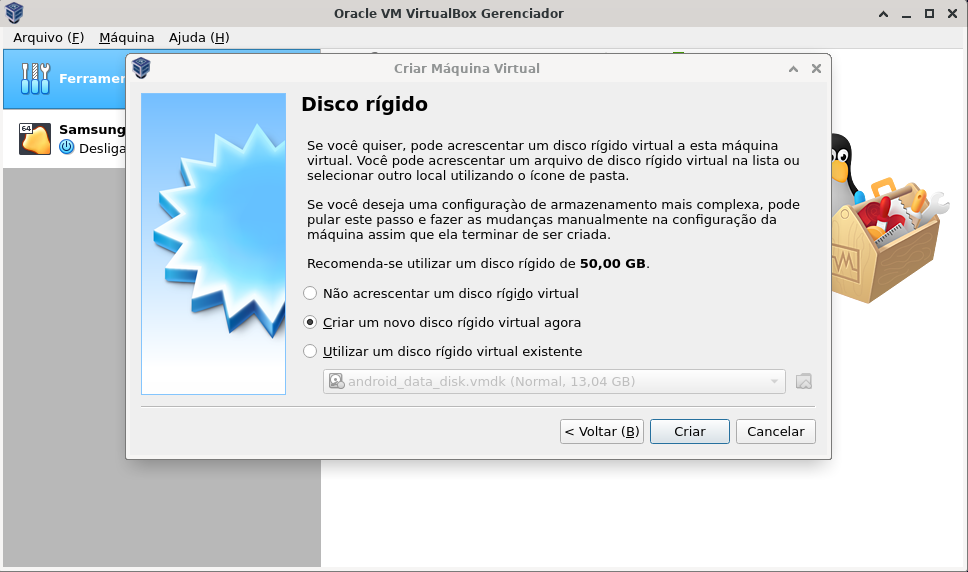 Oracle VM VirtualBox Gerenciador
Arquivo (F) Máquina Ajuda (H)
Criar Máquina Virtual
Ferramen
64
Samsung
Desliga
Disco rígido
Se você quiser, pode acrescentar um disco rígido virtual a esta máquina
virtual. Você pode acrescentar um arquivo de disco rígido virtual na lista ou
selecionar outro local utilizando o ícone de pasta.
Se você deseja uma configuração de armazenamento mais complexa, pode
pular este passo e fazer as mudanças manualmente na configuração da
máquina assim que ela terminar de ser criada.
Recomenda-se utilizar um disco rígido de 50,00 GB.
Não acrescentar um disco rígido virtual
Criar um novo disco rígido virtual agora
Utilizar um disco rígido virtual existente
android_data_disk.vmdk (Normal, 13,04 GB)
< Voltar (B) Criar Cancelar